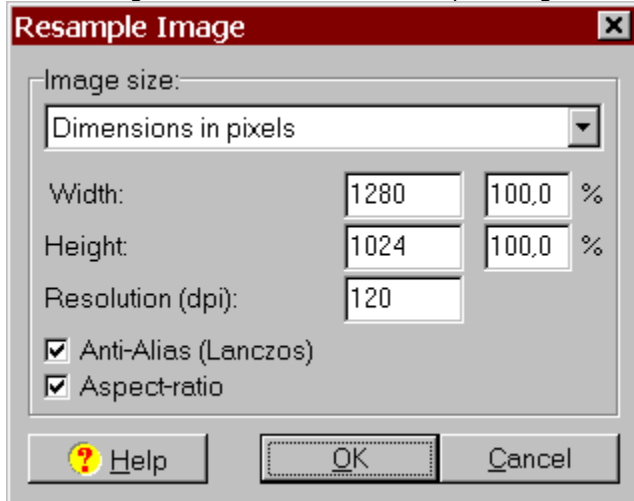 Resample Image
Image size:
Dimensions in pixels
Width: 1280 100,0 %
Height: 1024 100,0 %
Resolution (dpi): 120
Anti-Alias (Lanczos)
Aspect-ratio
? Help OK Cancel